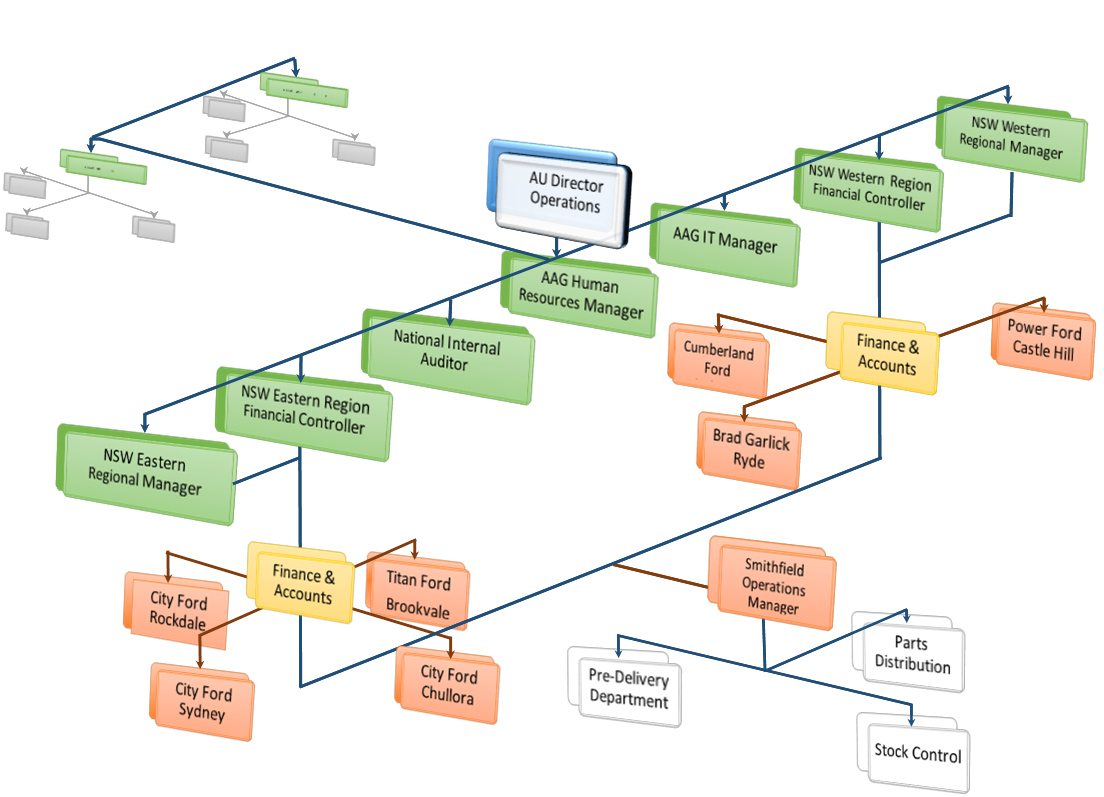 AU Director
Operations
NSW Western
Regional Manager
NSW Western Region
Financial Controller
AAG IT Manager
AAG Human
Resources Manager
National Internal
Auditor
NSW Eastern Region
Financial Controller
NSW Eastern
Regional Manager
Finance &
Accounts
Cumberland
Ford
Power Ford
Castle Hill
Brad Garlick
Ryde
Finance &
Accounts
City Ford
Rockdale
Titan Ford
Brookvale
City Ford
Sydney
City Ford
Chullora
Smithfield
Operations
Manager
Pre-Delivery
Department
Parts
Distribution
Stock Control